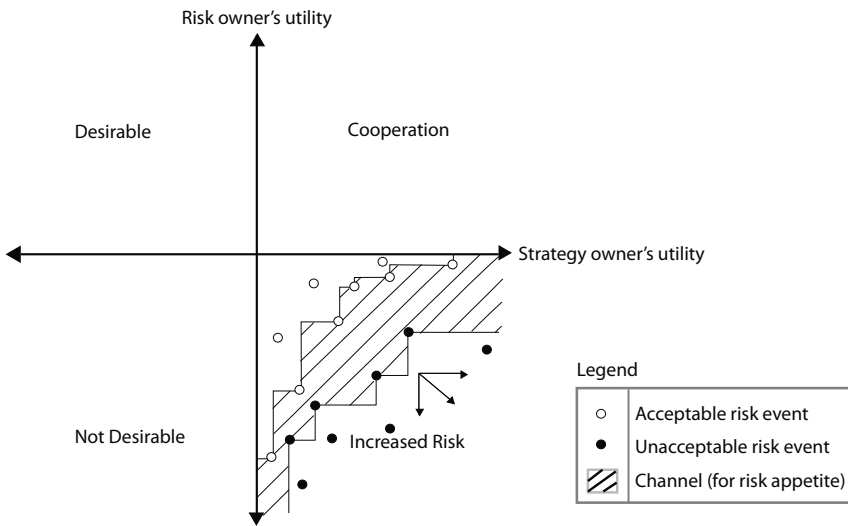 Risk owner's utility
Desirable
Cooperation
Strategy owner's utility
Not Desirable
Increased Risk
Legend
Acceptable risk event
Unacceptable risk event
Channel (for risk appetite)